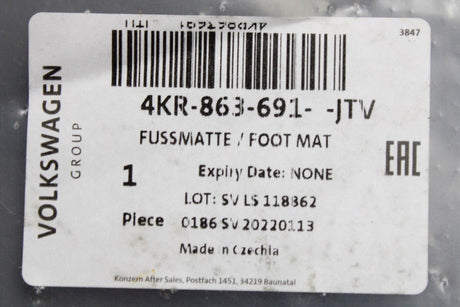 3847
4KR-863-691- -JTV
FUSSMATTE / FOOT MAT
VOLKSWAGEN
GROUP
EAC
1 Expiry Date: NONE
LOT: SV LS 118862
Piece 0186 SV 20220113
Made in Czechia
Konzern After Sales, Postfach 1451, 34219 Baunatal